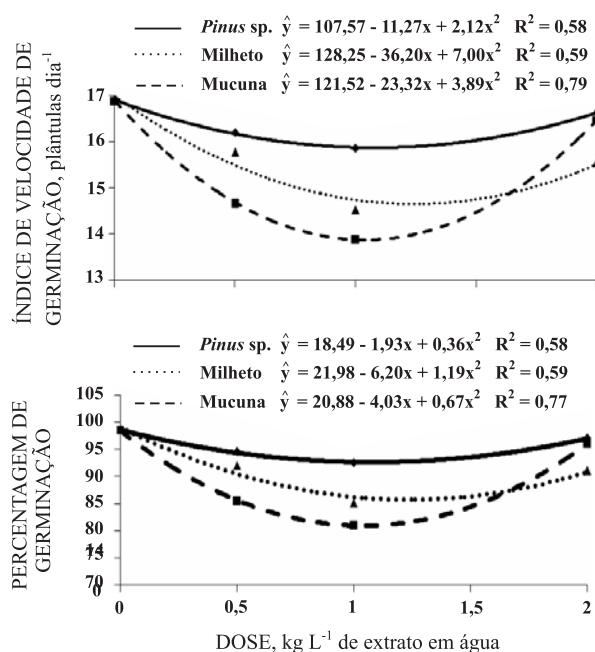 Pinus sp. ŷ = 107,57 - 11,27x + 2,12x² R² = 0,58
Milheto ŷ = 128,25 - 36,20x + 7,00x² R² = 0,59
Mucuna ŷ = 121,52 - 23,32x + 3,89x² R² = 0,79
ÍNDICE DE VELOCIDADE DE
GERMINAÇÃO, plântulas dia⁻¹
17
16
15
14
13
Pinus sp. ŷ = 18,49 - 1,93x + 0,36x² R² = 0,58
Milheto ŷ = 21,98 - 6,20x + 1,19x² R² = 0,59
Mucuna ŷ = 20,88 - 4,03x + 0,67x² R² = 0,77
PERCENTAGEM DE
GERMINAÇÃO
105
100
95
90
85
80
14
75
70
0
0 0,5 1 1,5 2
DOSE, kg L⁻¹ de extrato em água